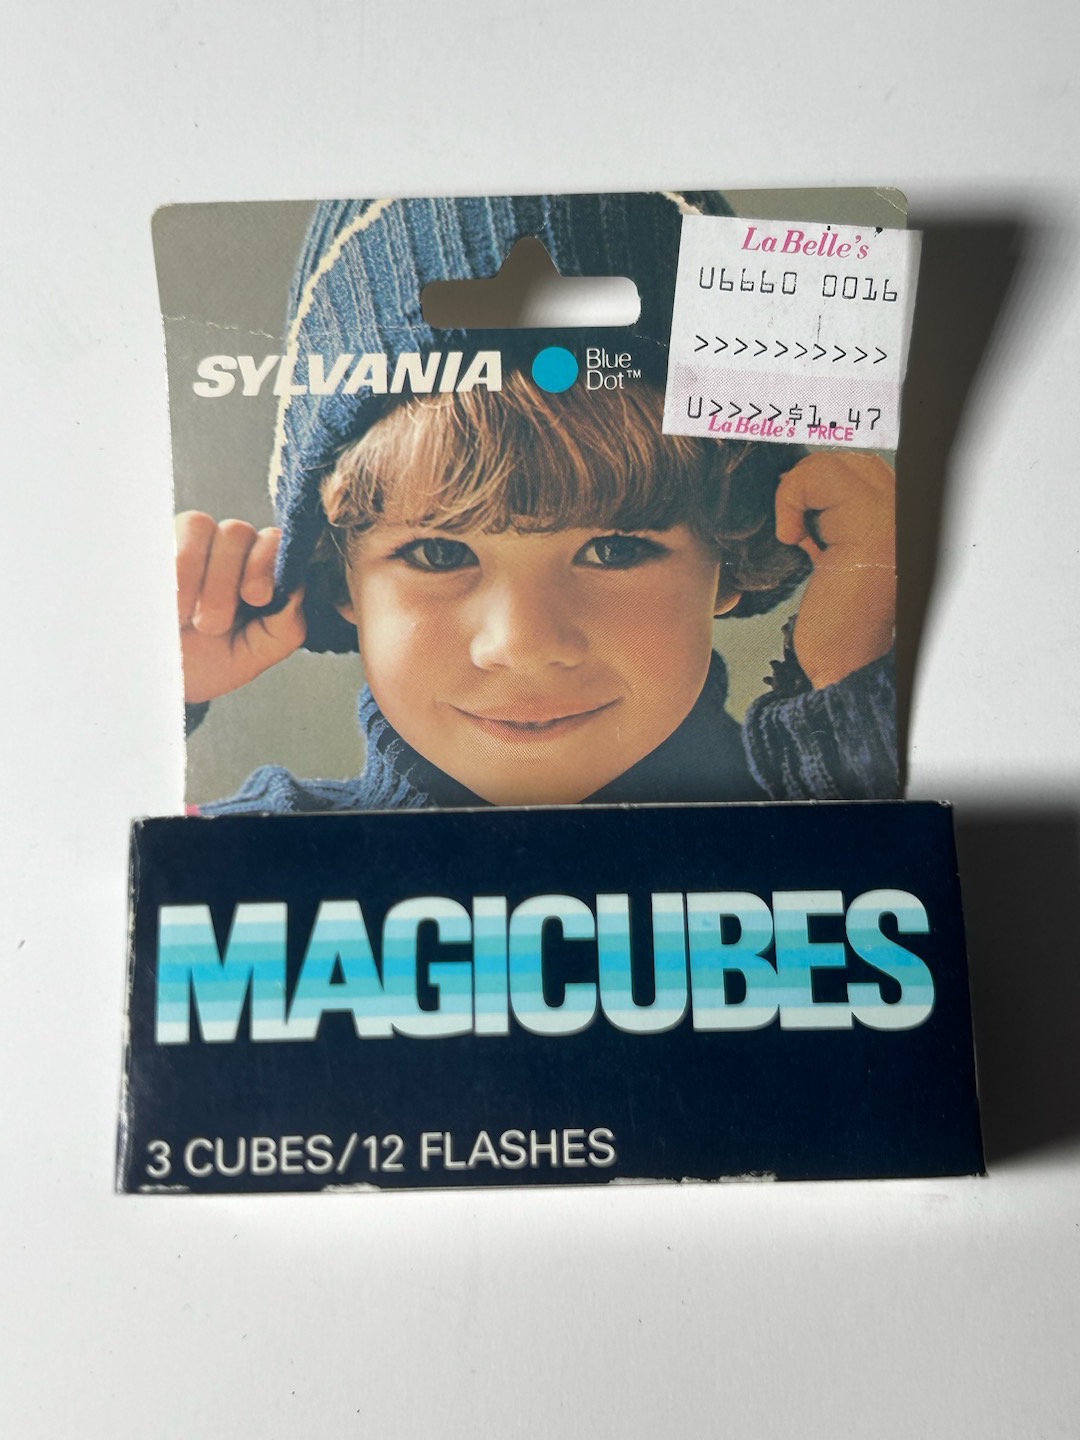 La Belle's
U6660 0016
>>>>>>>>>>
U>>>>$1.47
La Belle's PRICE
SYLVANIA Blue Dot™
MAGICUBES
3 CUBES/12 FLASHES